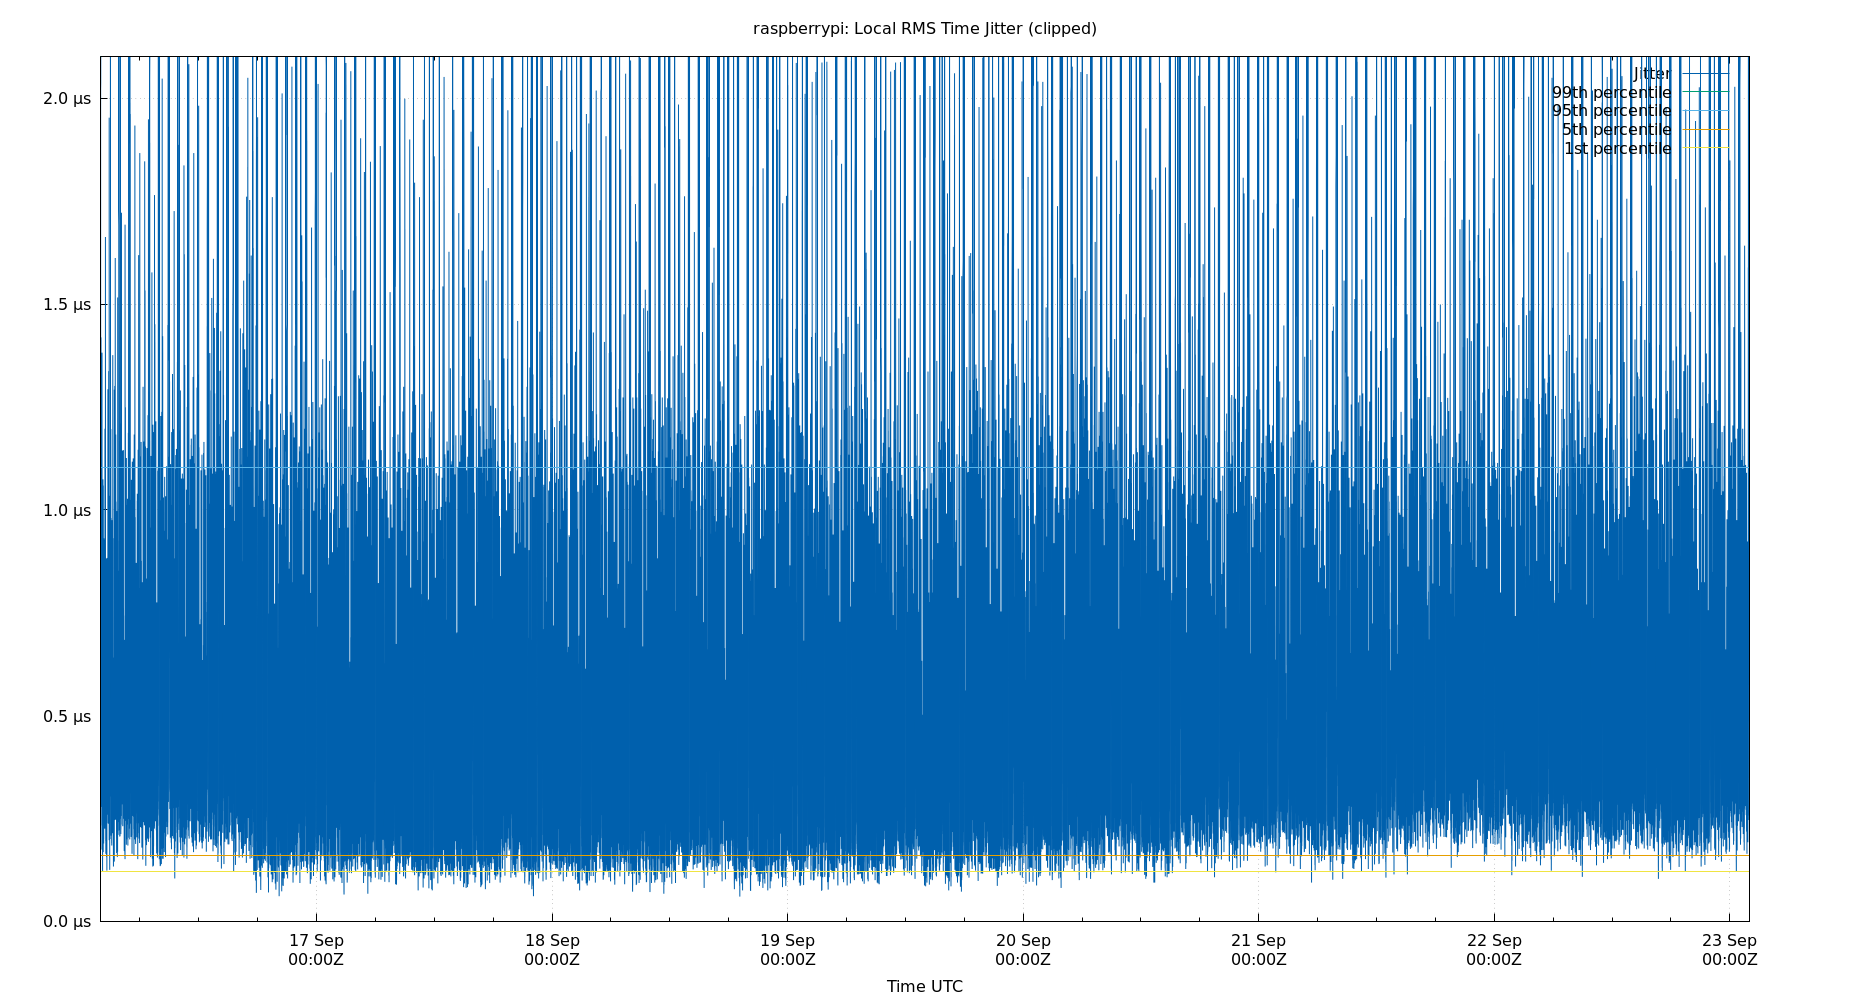 raspberrypi: Local RMS Time Jitter (clipped)
Jitter
99th percentile
95th percentile
5th percentile
1st percentile
2.0 µs
1.5 µs
1.0 µs
0.5 µs
0.0 µs
17 Sep 18 Sep 19 Sep 20 Sep 21 Sep 22 Sep 23 Sep
00:00Z 00:00Z 00:00Z 00:00Z 00:00Z 00:00Z 00:00Z
Time UTC